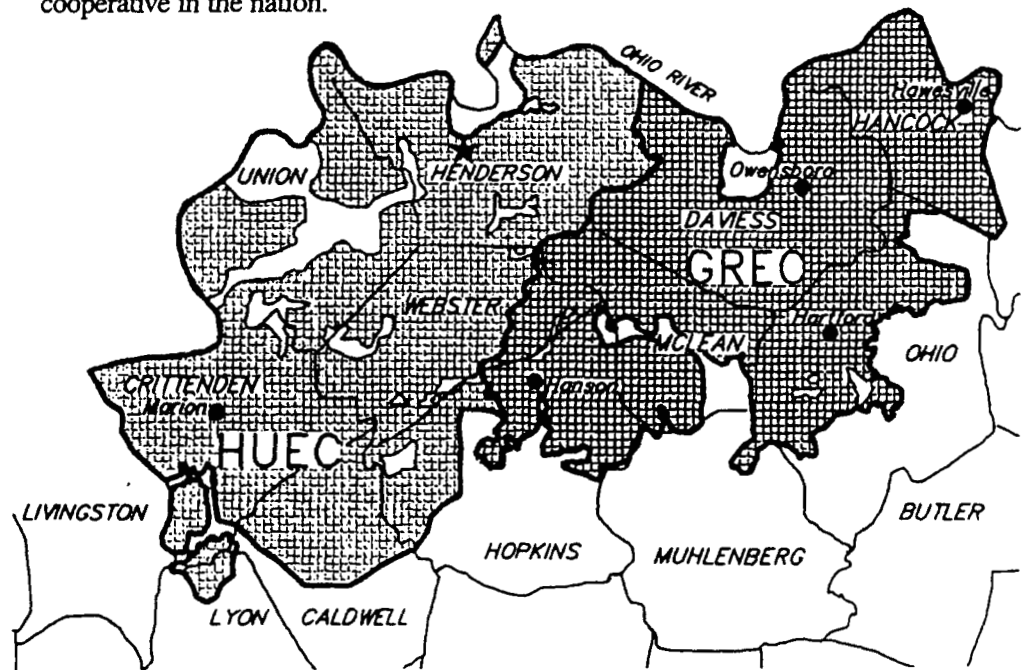 cooperative in the nation.
OHIO RIVER
Hawesville
HANCOCK
UNION
HENDERSON
Owensboro
DAVIESS
GREC
WEBSTER
Hartford
MCLEAN
OHIO
CRITTENDEN
Hanson
Marion
HUEC
LIVINGSTON
BUTLER
HOPKINS
MUHLENBERG
LYON
CALDWELL